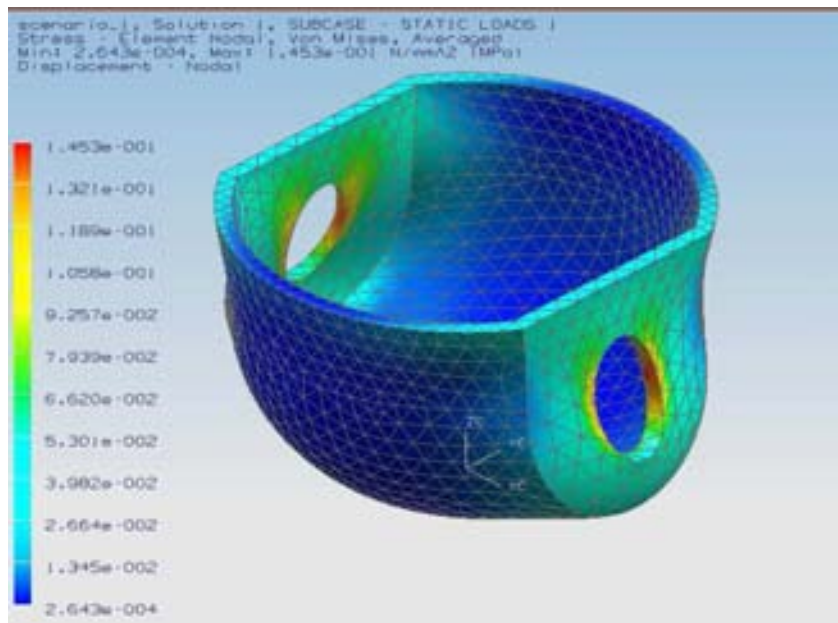 scenario_1, Solution 1, SUBCASE - STATIC LOADS 1
Stress - Element Nodal, Von Mises, Averaged
Min: 2.643e-004, Max: 1.453e-001 N/mm^2 (MPa)
Displacement - Nodal
1.453e-001
1.321e-001
1.189e-001
1.058e-001
9.257e-002
7.939e-002
6.620e-002
5.301e-002
3.982e-002
2.664e-002
1.345e-002
2.643e-004